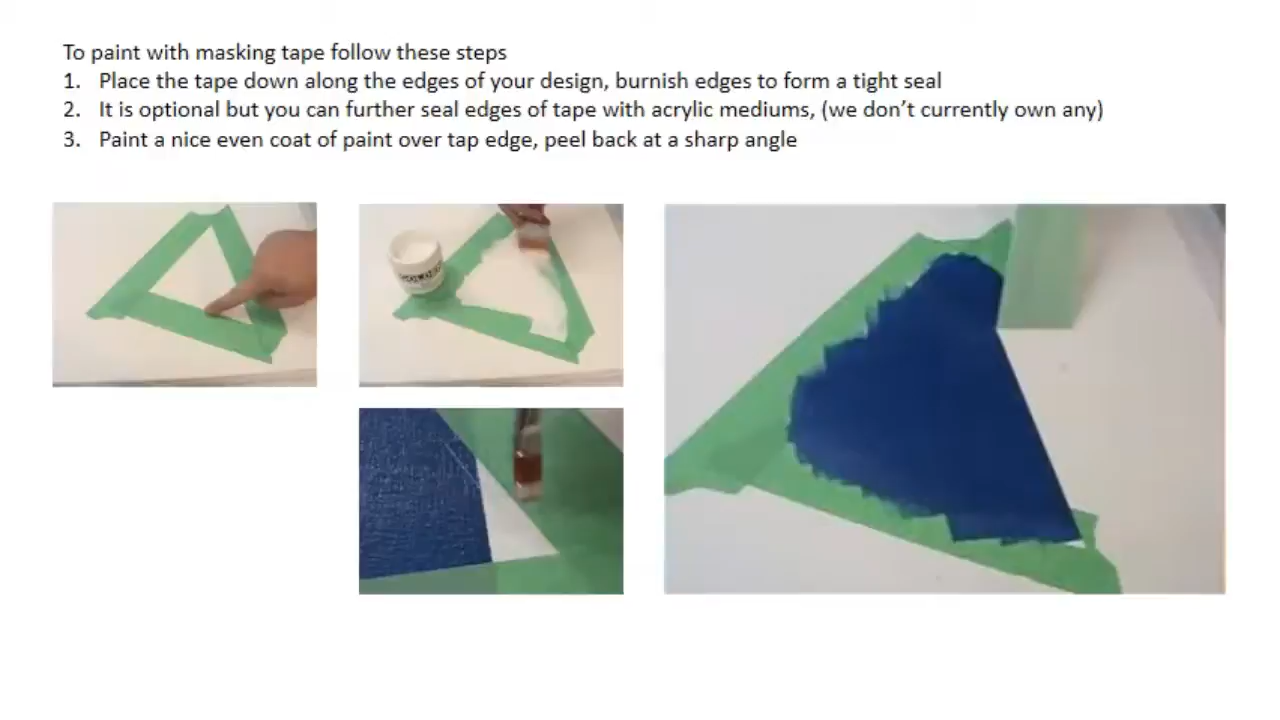 To paint with masking tape follow these steps
1. Place the tape down along the edges of your design, burnish edges to form a tight seal
2. It is optional but you can further seal edges of tape with acrylic mediums, (we don't currently own any)
3. Paint a nice even coat of paint over tap edge, peel back at a sharp angle
GOLDEN